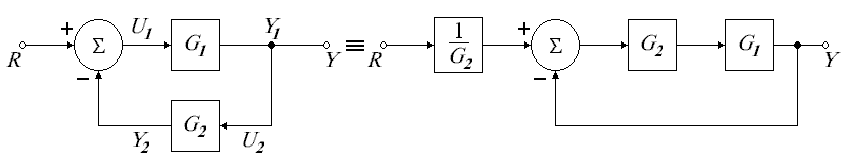 U1 Y1
+ Σ G1
R − Y
G2
Y2 U2
≡
1/G2 + Σ G2 G1
R − Y